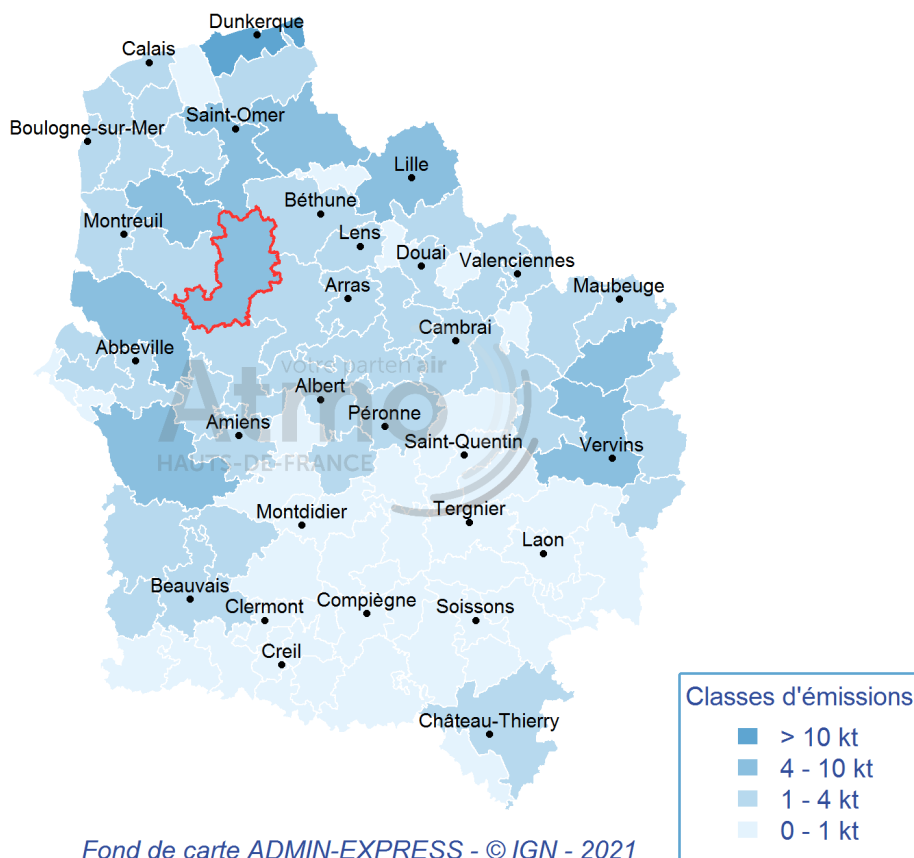 Dunkerque
Calais
Saint-Omer
Boulogne-sur-Mer
Lille
Béthune
Montreuil
Lens
Douai
Valenciennes
Arras
Maubeuge
Cambrai
Abbeville
votre parten'air
Atmo
HAUTS-DE-FRANCE
Albert
Péronne
Amiens
Saint-Quentin
Vervins
Montdidier
Tergnier
Laon
Beauvais
Clermont
Compiègne
Soissons
Creil
Château-Thierry
Classes d'émissions
> 10 kt
4 - 10 kt
1 - 4 kt
0 - 1 kt
Fond de carte ADMIN-EXPRESS - © IGN - 2021